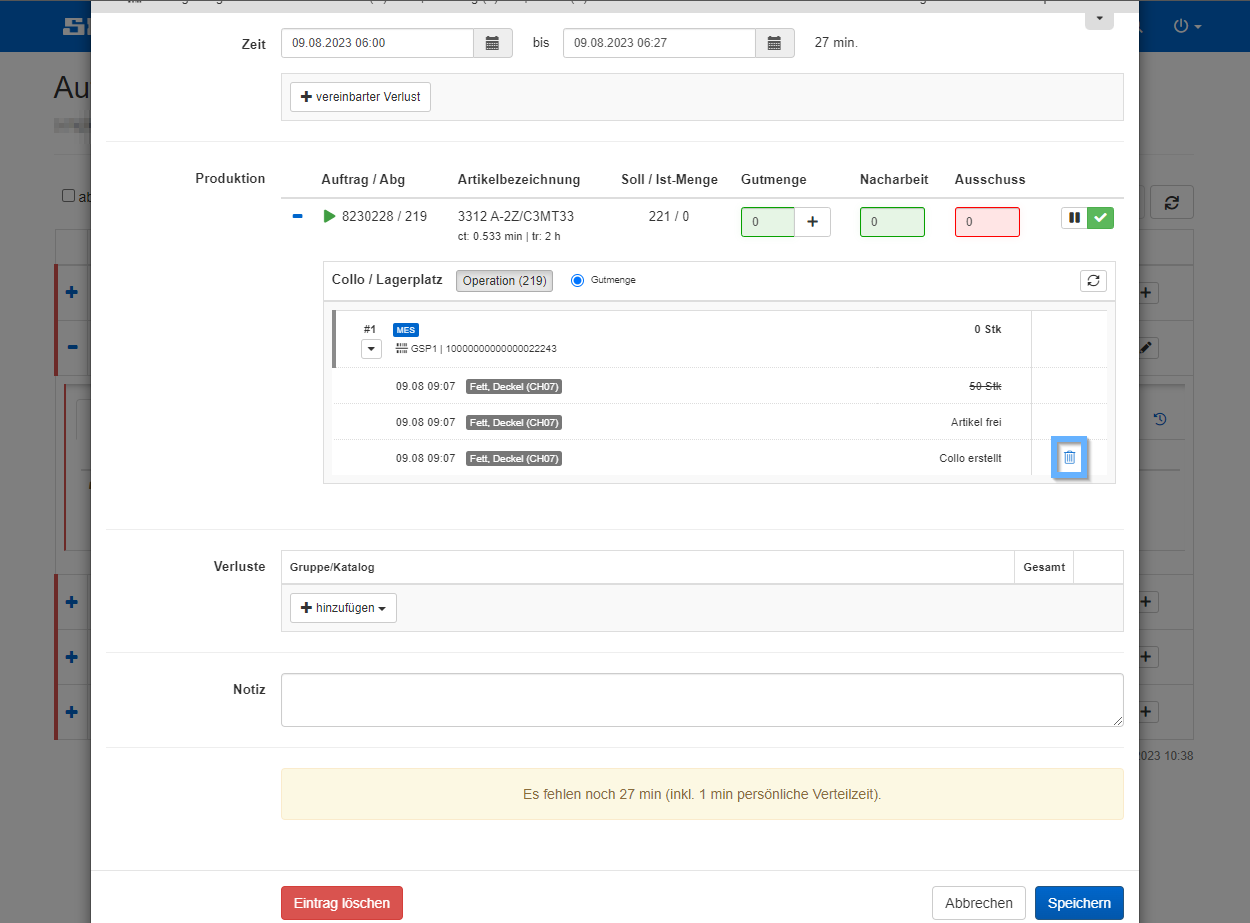 Au
Zeit 09.08.2023 06:00 bis 09.08.2023 06:27 27 min.
vereinbarter Verlust
ab
Produktion Auftrag / Abg Artikelbezeichnung Soll / Ist-Menge Gutmenge Nacharbeit Ausschuss
8230228 / 219 3312 A-2Z/C3MT33 221 / 0 0 0 0
ct: 0.533 min | tr: 2 h
Collo / Lagerplatz Operation (219) Gutmenge
#1 MES 0 Stk
GSP1 | 10000000000000022243
09.08 09:07 Fett, Deckel (CH07) 50 Stk
09.08 09:07 Fett, Deckel (CH07) Artikel frei
09.08 09:07 Fett, Deckel (CH07) Collo erstellt
Verluste Gruppe/Katalog Gesamt
hinzufügen
Notiz
2023 10:38
Es fehlen noch 27 min (inkl. 1 min persönliche Verteilzeit).
Eintrag löschen Abbrechen Speichern